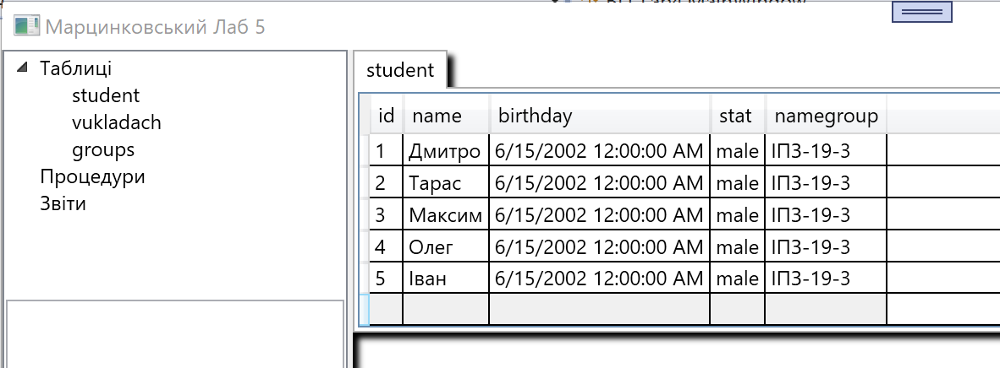 Марцинковський Лаб 5
Таблиці
student
vukladach
groups
Процедури
Звіти
student
id name birthday stat namegroup
1 Дмитро 6/15/2002 12:00:00 AM male ІПЗ-19-3
2 Тарас 6/15/2002 12:00:00 AM male ІПЗ-19-3
3 Максим 6/15/2002 12:00:00 AM male ІПЗ-19-3
4 Олег 6/15/2002 12:00:00 AM male ІПЗ-19-3
5 Іван 6/15/2002 12:00:00 AM male ІПЗ-19-3